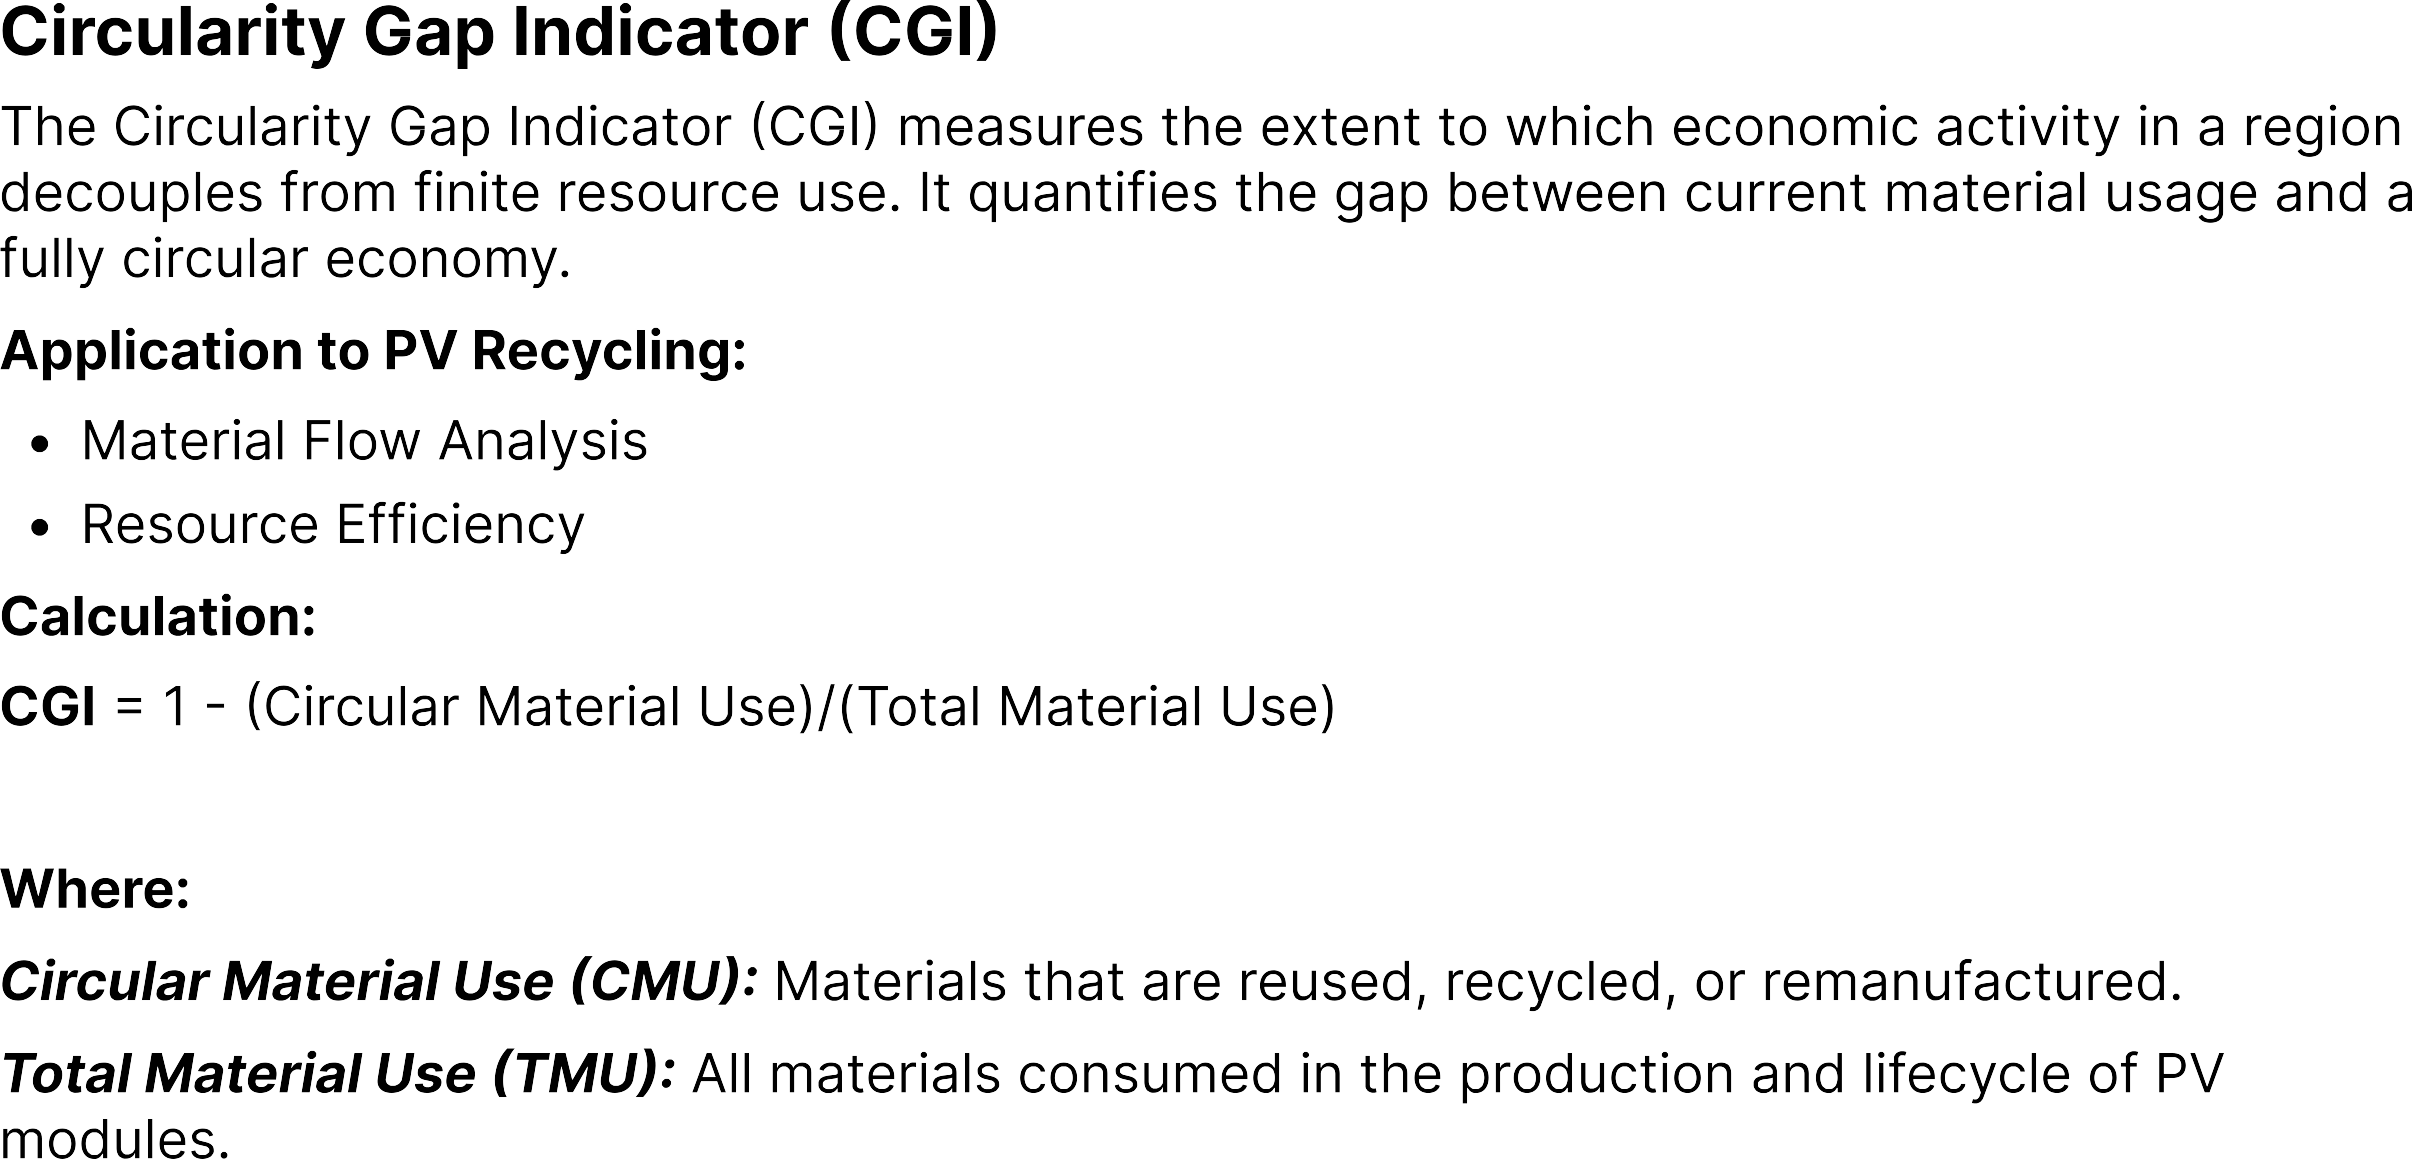 Circularity Gap Indicator (CGI)
The Circularity Gap Indicator (CGI) measures the extent to which economic activity in a region
decouples from finite resource use. It quantifies the gap between current material usage and a
fully circular economy.
Application to PV Recycling:
• Material Flow Analysis
• Resource Efficiency
Calculation:
CGI = 1 - (Circular Material Use)/(Total Material Use)
Where:
Circular Material Use (CMU): Materials that are reused, recycled, or remanufactured.
Total Material Use (TMU): All materials consumed in the production and lifecycle of PV
modules.